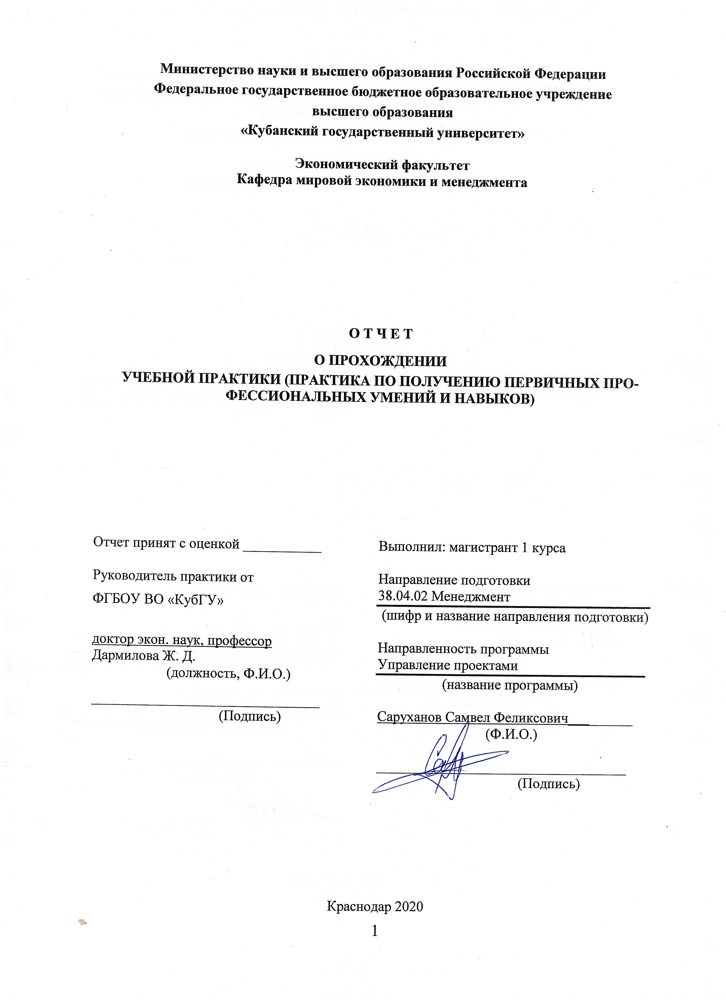 Министерство науки и высшего образования Российской Федерации
Федеральное государственное бюджетное образовательное учреждение
высшего образования
«Кубанский государственный университет»
Экономический факультет
Кафедра мировой экономики и менеджмента
О Т Ч Е Т
О ПРОХОЖДЕНИИ
УЧЕБНОЙ ПРАКТИКИ (ПРАКТИКА ПО ПОЛУЧЕНИЮ ПЕРВИЧНЫХ ПРО-
ФЕССИОНАЛЬНЫХ УМЕНИЙ И НАВЫКОВ)
Отчет принят с оценкой ___________
Руководитель практики от
ФГБОУ ВО «КубГУ»
доктор экон. наук, профессор
Дармилова Ж. Д.
(должность, Ф.И.О.)
(Подпись)
Выполнил: магистрант 1 курса
Направление подготовки
38.04.02 Менеджмент
(шифр и название направления подготовки)
Направленность программы
Управление проектами
(название программы)
Саруханов Самвел Феликсович
(Ф.И.О.)
(Подпись)
Краснодар 2020
1